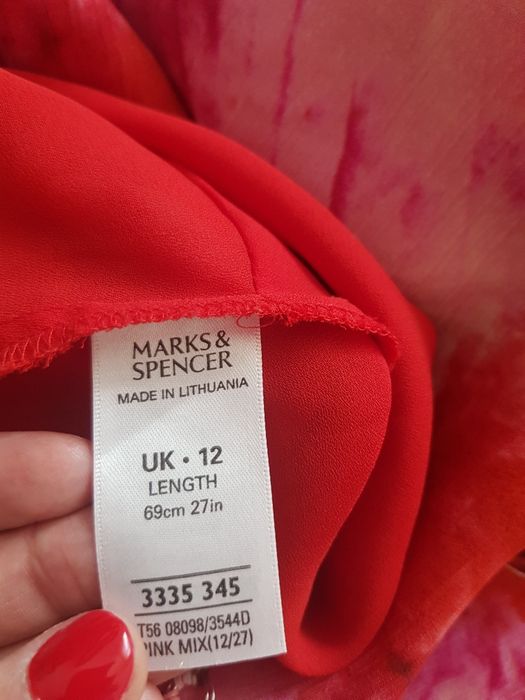 MARKS &
SPENCER
MADE IN LITHUANIA
UK • 12
LENGTH
69cm 27in
3335 345
T56 08098/3544D
PINK MIX(12/27)